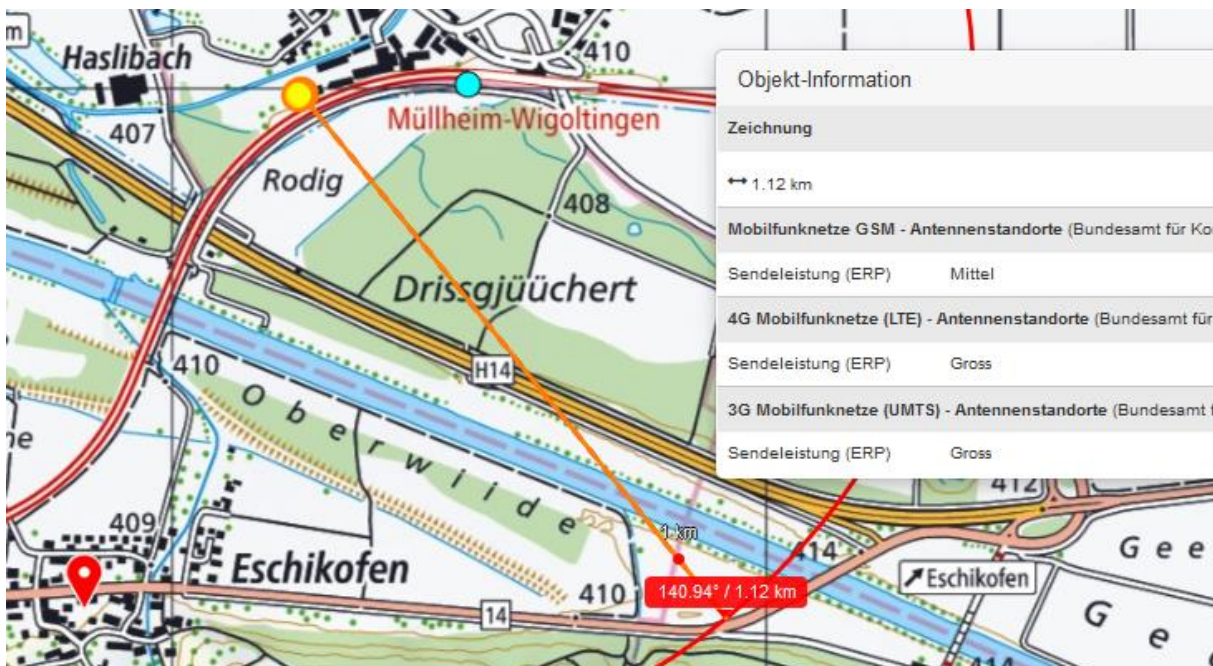 m
Haslibach
410
407
Müllheim-Wigoltingen
Rodig
408
Drissgjüüchert
H14
410
Oberwiide
ne
409
Eschikofen
14
410
1 km
140.94° / 1.12 km
414
412
Eschikofen
Gee
G e
414
Objekt-Information
Zeichnung
↔ 1.12 km
Mobilfunknetze GSM - Antennenstandorte (Bundesamt für Ko
Sendeleistung (ERP) Mittel
4G Mobilfunknetze (LTE) - Antennenstandorte (Bundesamt für
Sendeleistung (ERP) Gross
3G Mobilfunknetze (UMTS) - Antennenstandorte (Bundesamt f
Sendeleistung (ERP) Gross